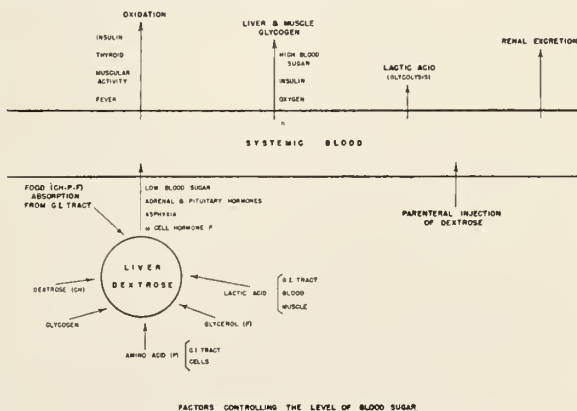 OXIDATION
INSULIN
THYROID
MUSCULAR
ACTIVITY
FEVER
LIVER & MUSCLE
GLYCOGEN
HIGH BLOOD
SUGAR
INSULIN
OXYGEN
LACTIC ACID
(GLYCOLYSIS)
RENAL EXCRETION
SYSTEMIC BLOOD
FOOD (CH-P-F)
ABSORPTION
FROM G.I. TRACT
LOW BLOOD SUGAR
ADRENAL & PITUITARY HORMONES
ASPHYXIA
CELL HORMONE ?
PARENTERAL INJECTION
OF DEXTROSE
LIVER
DEXTROSE
DEXTROSE (CH)
GLYCOGEN
AMINO ACID (P)
G.I. TRACT
CELLS
GLYCEROL (F)
LACTIC ACID
G.I. TRACT
BLOOD
MUSCLE
FACTORS CONTROLLING THE LEVEL OF BLOOD SUGAR